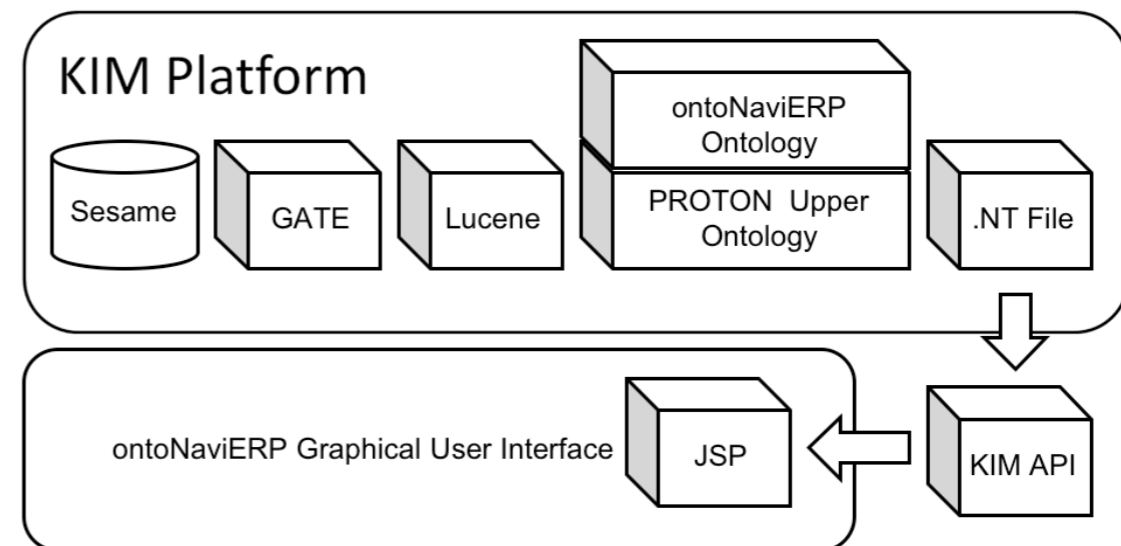 KIM Platform
ontoNaviERP
Ontology
Sesame
GATE
Lucene
PROTON Upper
Ontology
.NT File
ontoNaviERP Graphical User Interface
JSP
KIM API